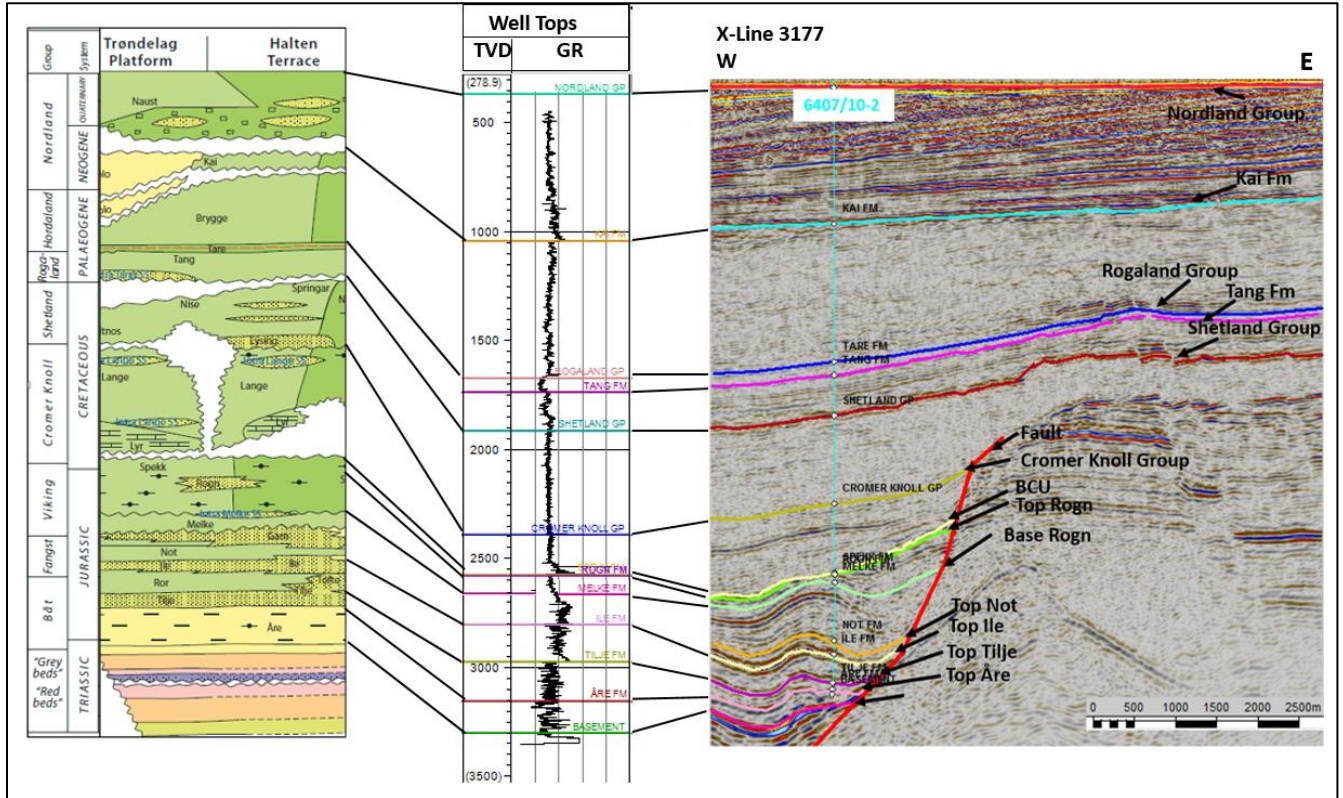 Group
System
Trøndelag
Platform
Halten
Terrace
Nordland
Hordaland
Roga-
land
Shetland
Cromer Knoll
Viking
Fangst
Båt
"Grey
beds"
"Red
beds"
QUATERNARY
NEOGENE
PALAEOGENE
CRETACEOUS
JURASSIC
TRIASSIC
Naust
Kai
Brygge
Tare
Tang
Springar
Nise
Lysing
Lange
Lange
Lyr
Spekk
Rogn
Melke
Garn
Not
Ile
Ror
Tilje
Åre
Well Tops
TVD
GR
(278.9)
500
1000
1500
2000
2500
3000
(3500)
NORDLAND GP
KAI FM
ROGALAND GP
TANG FM
SHETLAND GP
CROMER KNOLL GP
ROGN FM
MELKE FM
ILE FM
TILJE FM
ÅRE FM
BASEMENT
X-Line 3177
W
E
6407/10-2
Nordland Group
Kai Fm
Rogaland Group
Tang Fm
Shetland Group
Fault
Cromer Knoll Group
BCU
Top Rogn
Base Rogn
Top Not
Top Ile
Top Tilje
Top Åre
KAI FM
TARE FM
TANG FM
SHETLAND GP
CROMER KNOLL GP
MELKE FM
NOT FM
ILE FM
TILJE FM
BASEMENT
0 500 1000 1500 2000 2500m